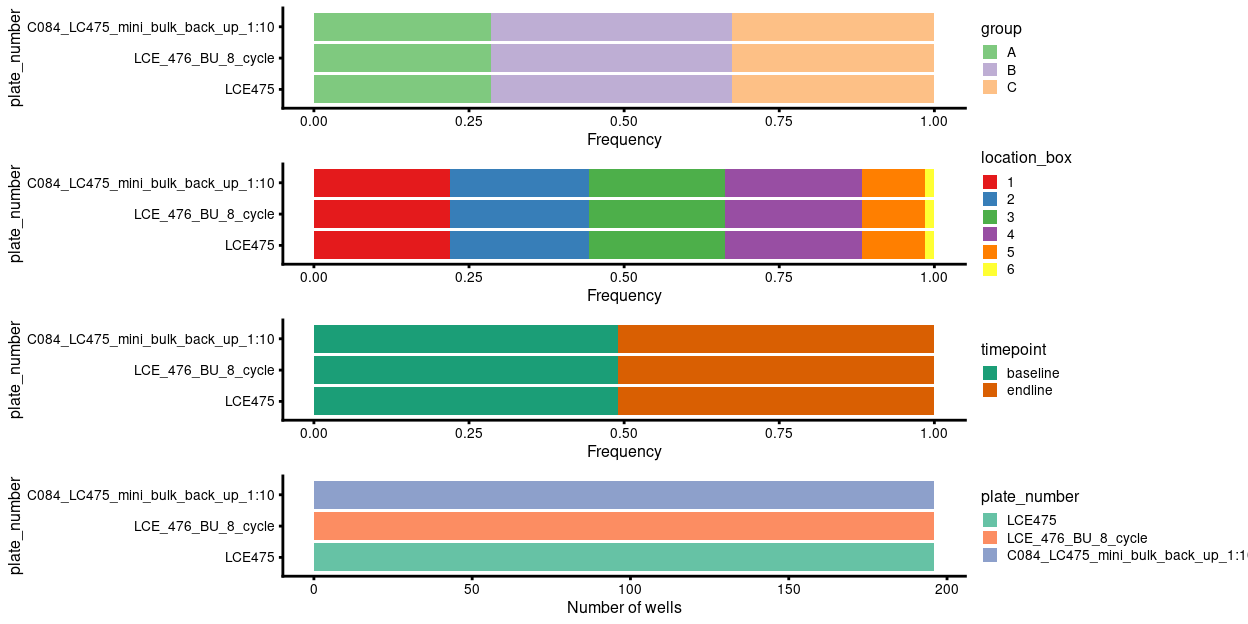 plate_number
C084_LC475_mini_bulk_back_up_1:10
LCE_476_BU_8_cycle
LCE475
0.00 0.25 0.50 0.75 1.00
Frequency
group
A
B
C
plate_number
C084_LC475_mini_bulk_back_up_1:10
LCE_476_BU_8_cycle
LCE475
0.00 0.25 0.50 0.75 1.00
Frequency
location_box
1
2
3
4
5
6
plate_number
C084_LC475_mini_bulk_back_up_1:10
LCE_476_BU_8_cycle
LCE475
0.00 0.25 0.50 0.75 1.00
Frequency
timepoint
baseline
endline
plate_number
C084_LC475_mini_bulk_back_up_1:10
LCE_476_BU_8_cycle
LCE475
0 50 100 150 200
Number of wells
plate_number
LCE475
LCE_476_BU_8_cycle
C084_LC475_mini_bulk_back_up_1:1